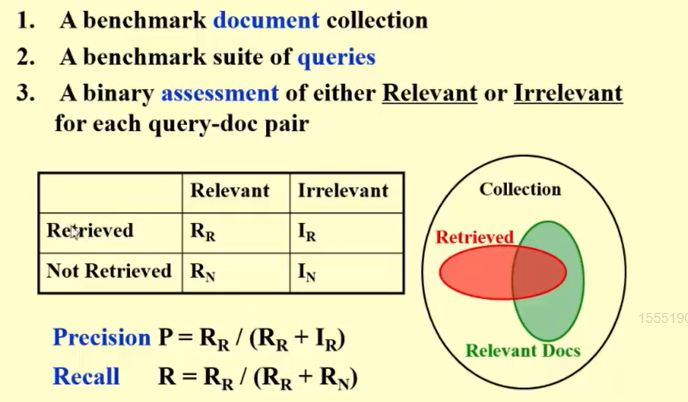 1. A benchmark document collection
2. A benchmark suite of queries
3. A binary assessment of either Relevant or Irrelevant
for each query-doc pair
Relevant Irrelevant
Retrieved R_R I_R
Not Retrieved R_N I_N
Collection
Retrieved
Relevant Docs
Precision P = R_R / (R_R + I_R)
Recall R = R_R / (R_R + R_N)